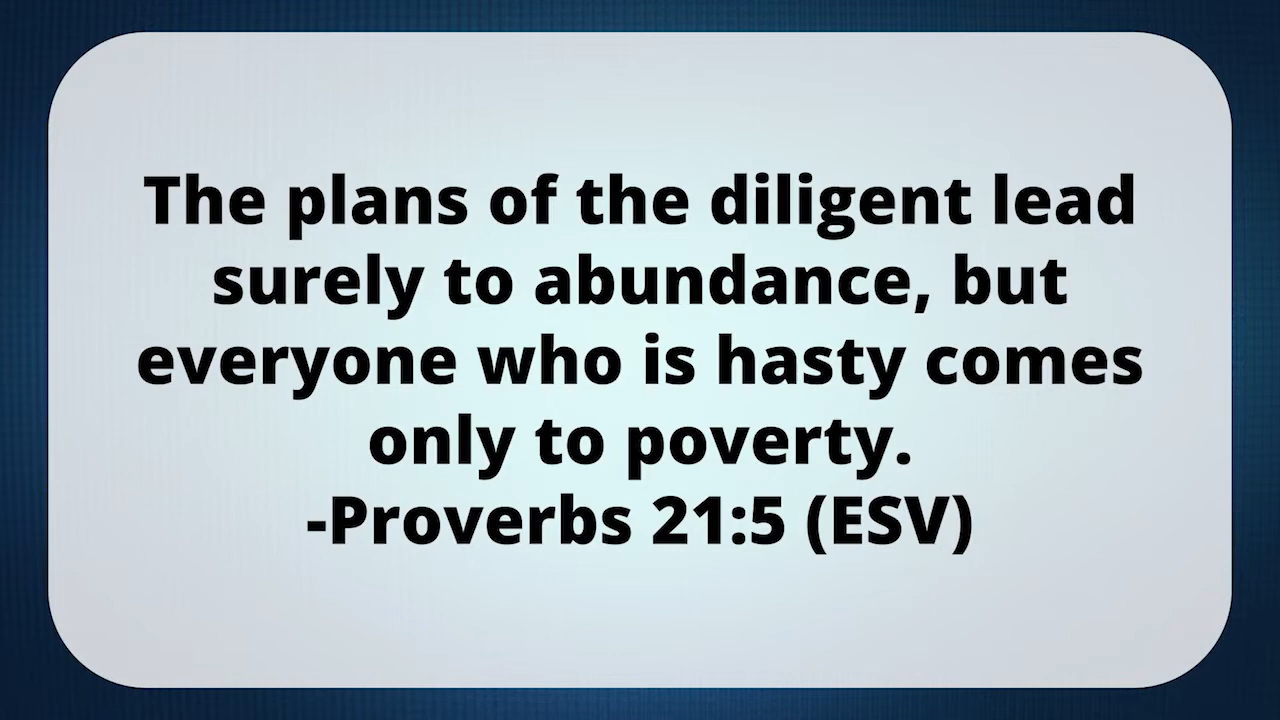 The plans of the diligent lead
surely to abundance, but
everyone who is hasty comes
only to poverty.
-Proverbs 21:5 (ESV)